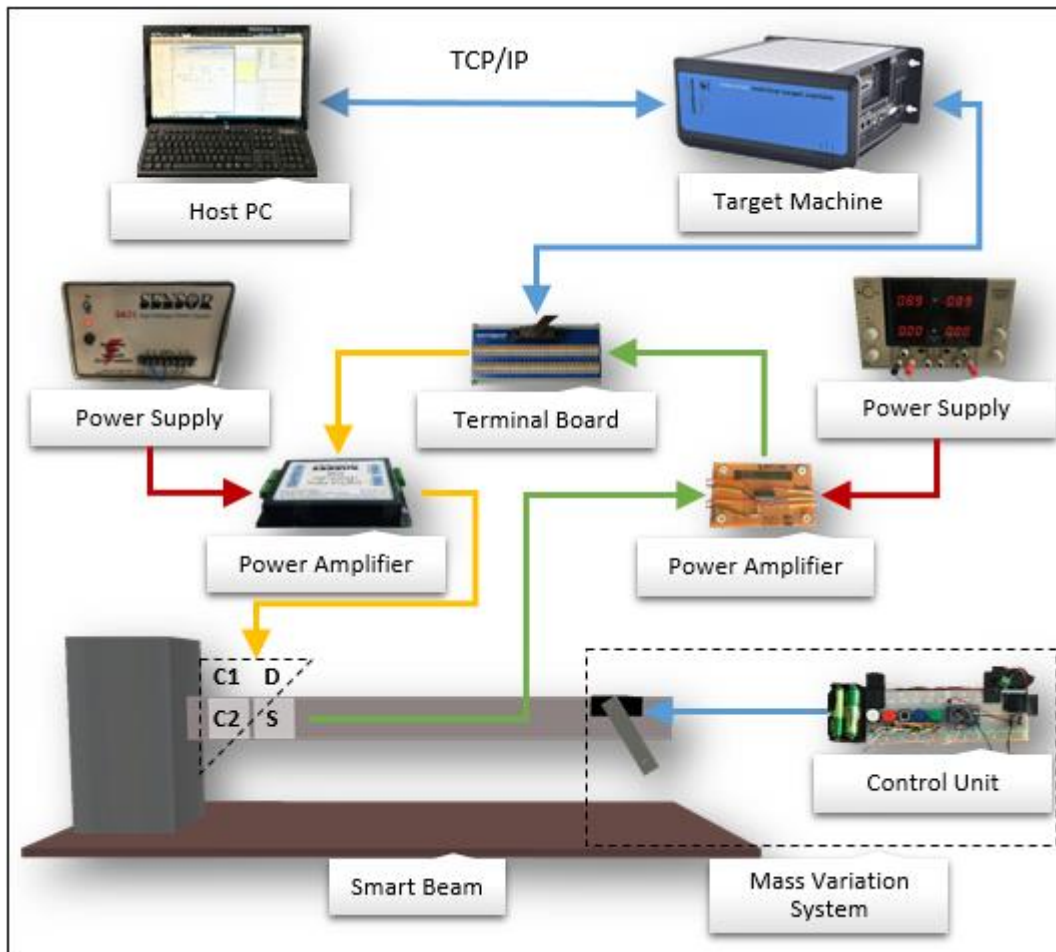 TCP/IP
Host PC
Target Machine
SENSOR
Power Supply
Terminal Board
Power Supply
SENSOR
Power Amplifier
Power Amplifier
C1 D
C2 S
Control Unit
Smart Beam
Mass Variation
System